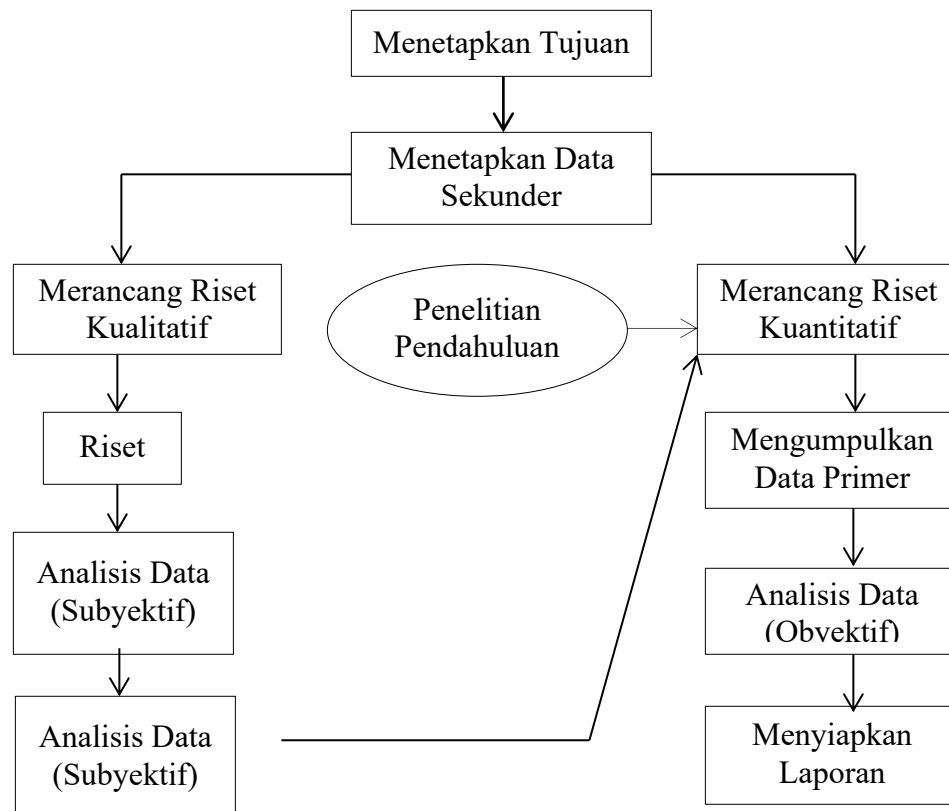 Menetapkan Tujuan
Menetapkan Data
Sekunder
Merancang Riset
Kualitatif
Penelitian
Pendahuluan
Merancang Riset
Kuantitatif
Riset
Mengumpulkan
Data Primer
Analisis Data
(Subyektif)
Analisis Data
(Obyektif)
Analisis Data
(Subyektif)
Menyiapkan
Laporan